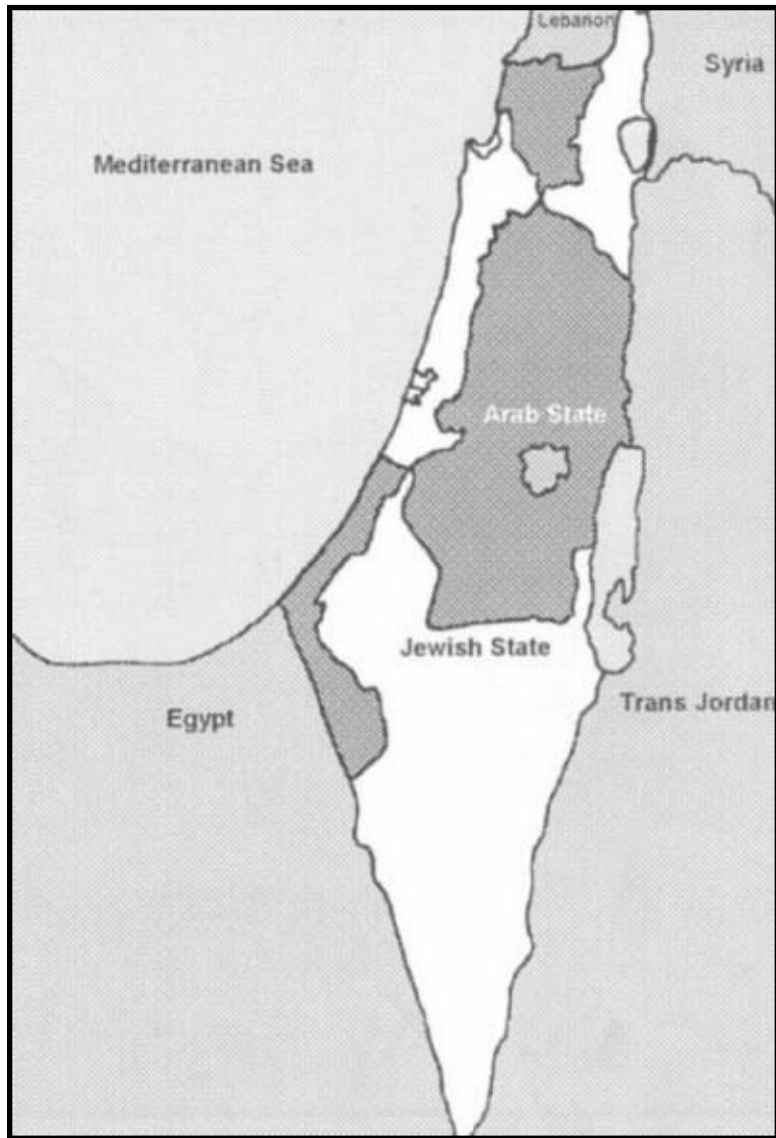 Lebanon
Syria
Mediterranean Sea
Arab State
Jewish State
Egypt
Trans Jordan